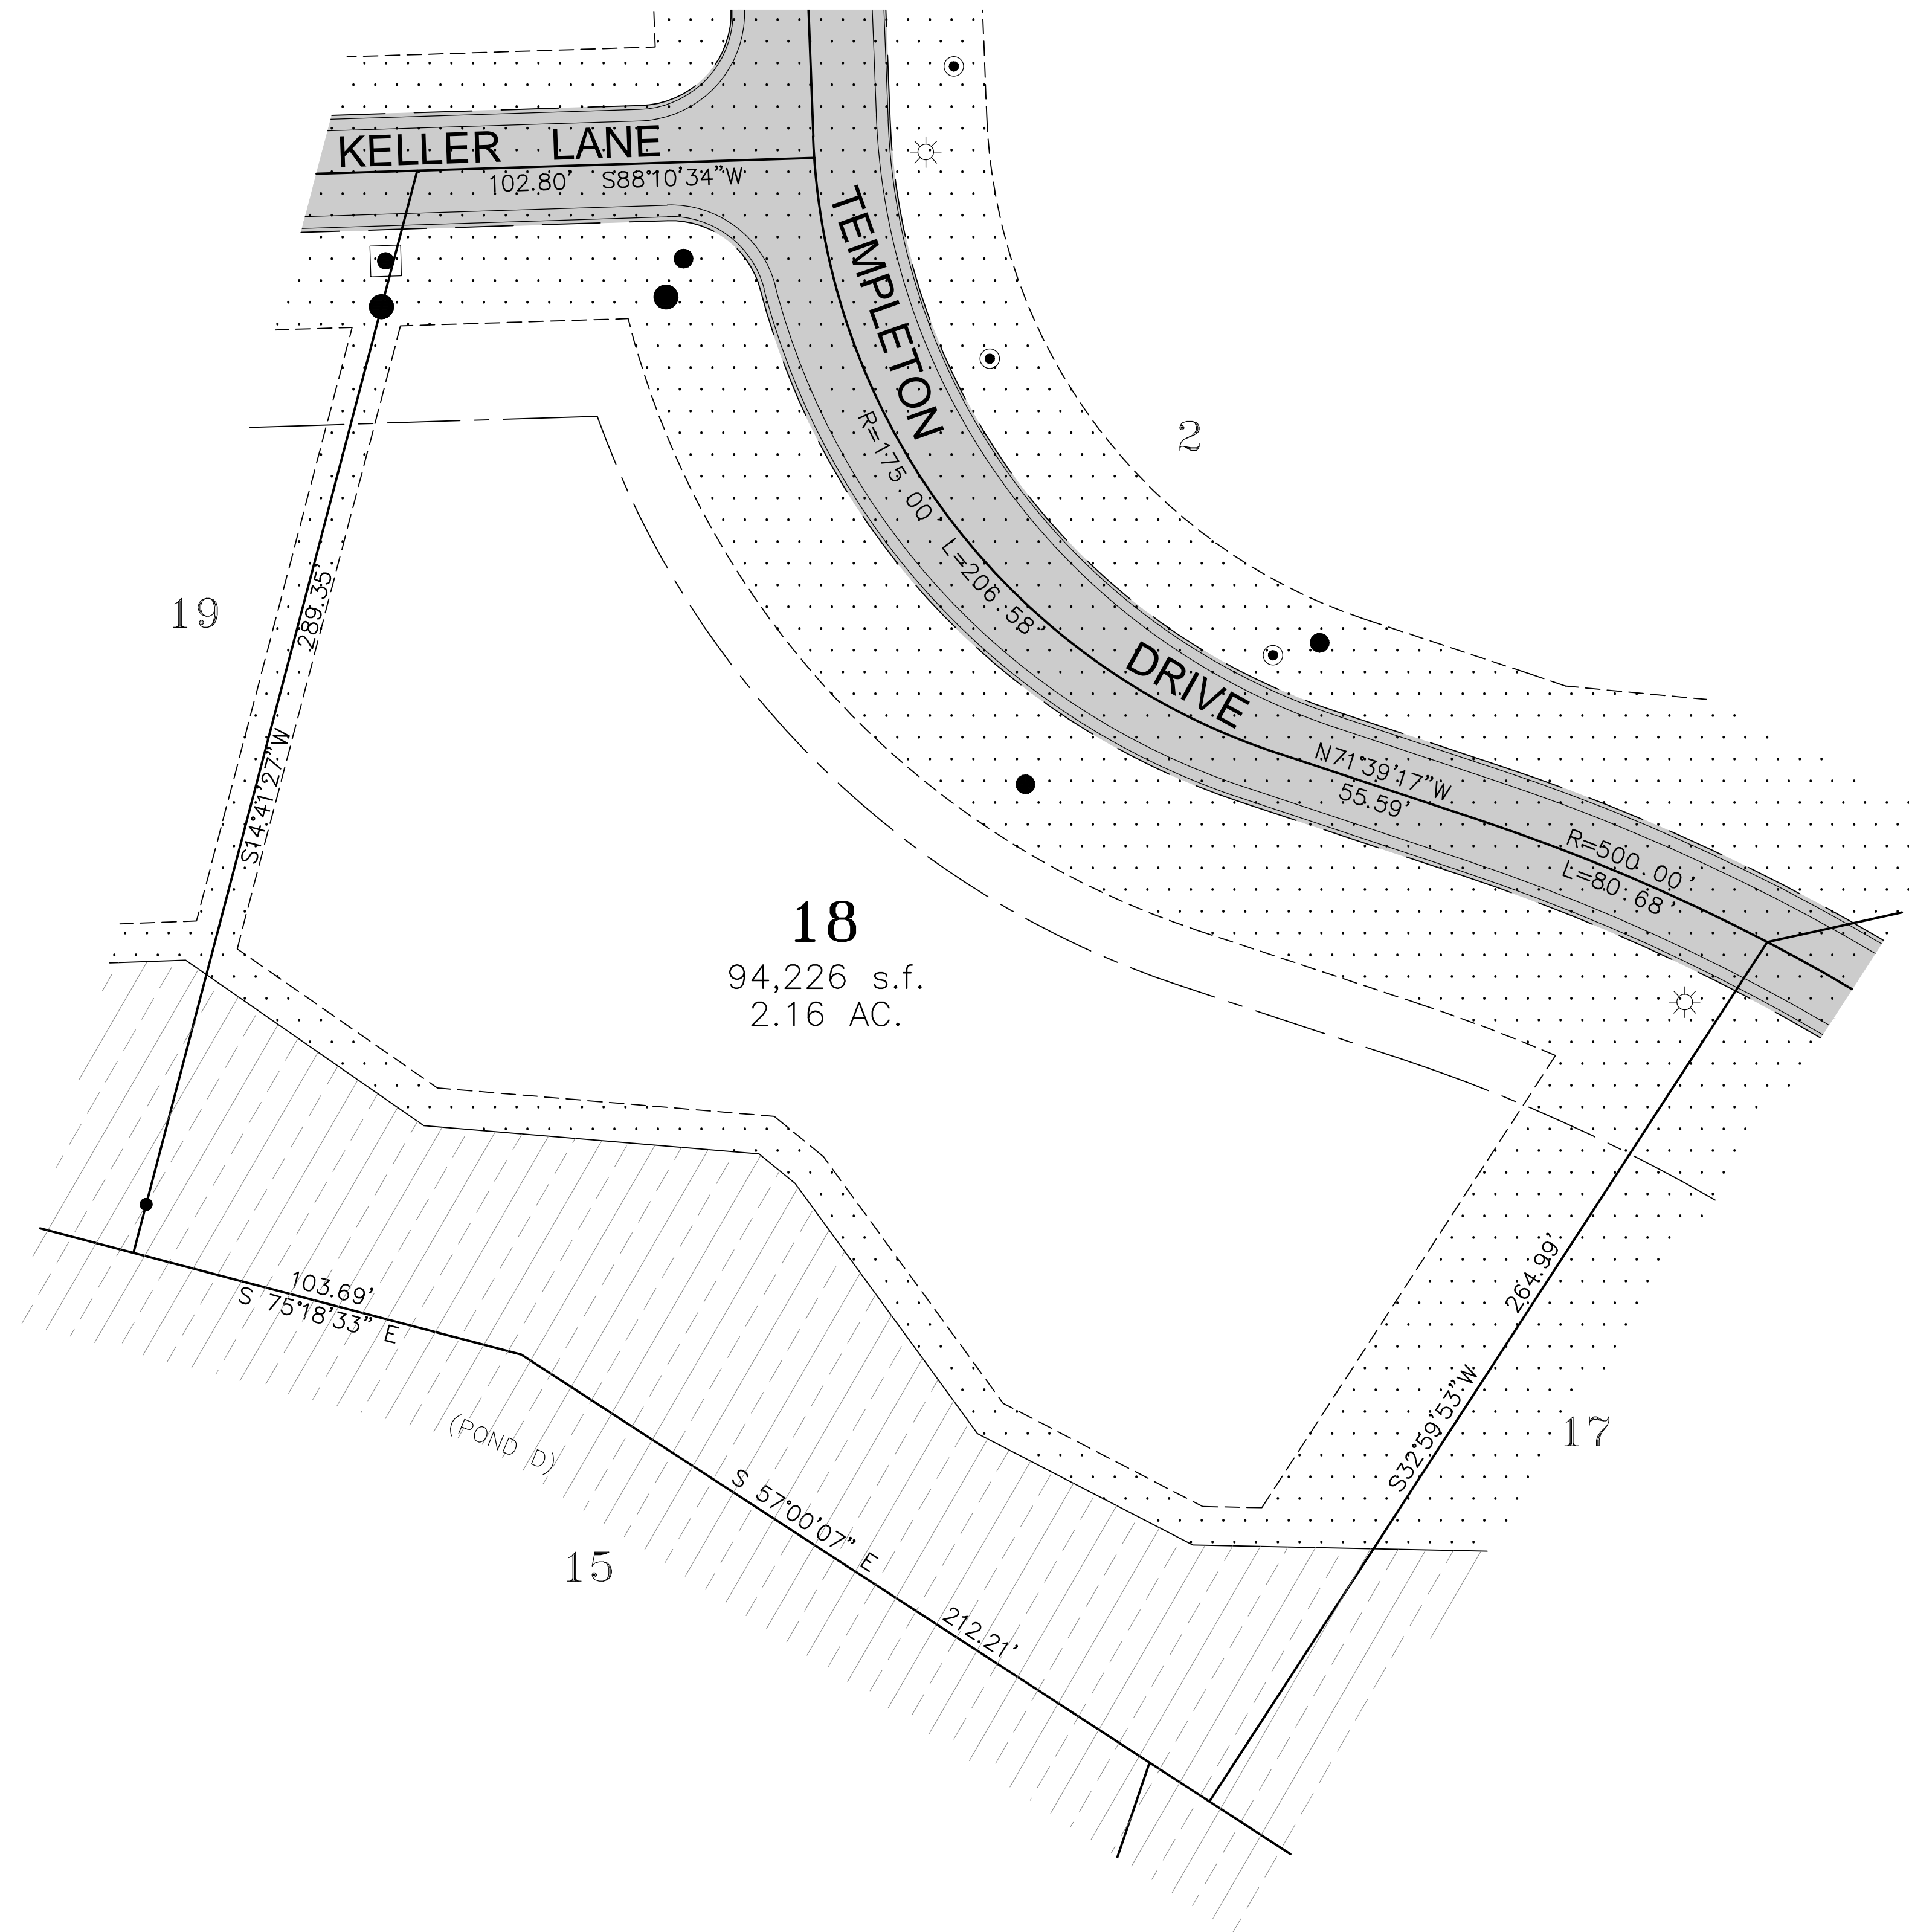 KELLER LANE
102.80' S88°10'34"W
TEMPLETON
R=175.00' L=206.58'
2
19
289.35'
S14°41'27"W
DRIVE
N71°39'17"W
55.59'
R=500.00'
L=80.68'
18
94,226 s.f.
2.16 AC.
103.69'
S 75°18'33" E
264.99'
S32°59'53"W
17
(POND D)
S 57°00'07" E
212.21'
15